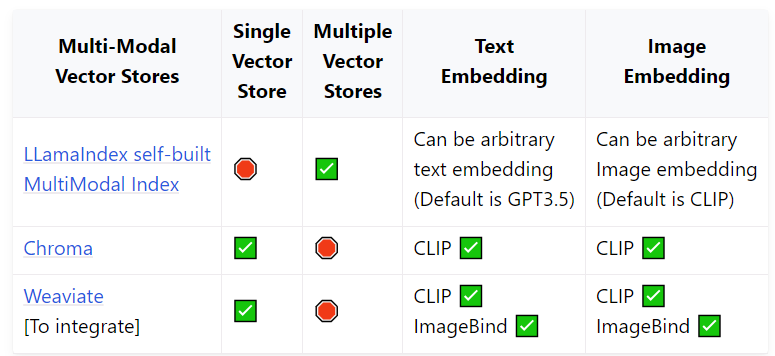 Multi-Modal Vector Stores
Single Vector Store
Multiple Vector Stores
Text Embedding
Image Embedding
LLamaIndex self-built
MultiModal Index
🛑
✅
Can be arbitrary
text embedding
(Default is GPT3.5)
Can be arbitrary
Image embedding
(Default is CLIP)
Chroma
✅
🛑
CLIP ✅
CLIP ✅
Weaviate
[To integrate]
✅
🛑
CLIP ✅
ImageBind ✅
CLIP ✅
ImageBind ✅